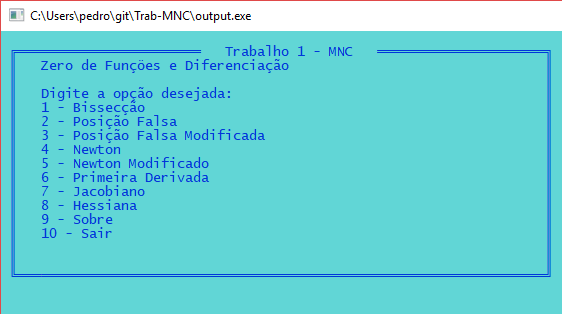 C:\Users\pedro\git\Trab-MNC\output.exe
Trabalho 1 - MNC
Zero de Funções e Diferenciação
Digite a opção desejada:
1 - Bissecção
2 - Posição Falsa
3 - Posição Falsa Modificada
4 - Newton
5 - Newton Modificado
6 - Primeira Derivada
7 - Jacobiano
8 - Hessiana
9 - Sobre
10 - Sair